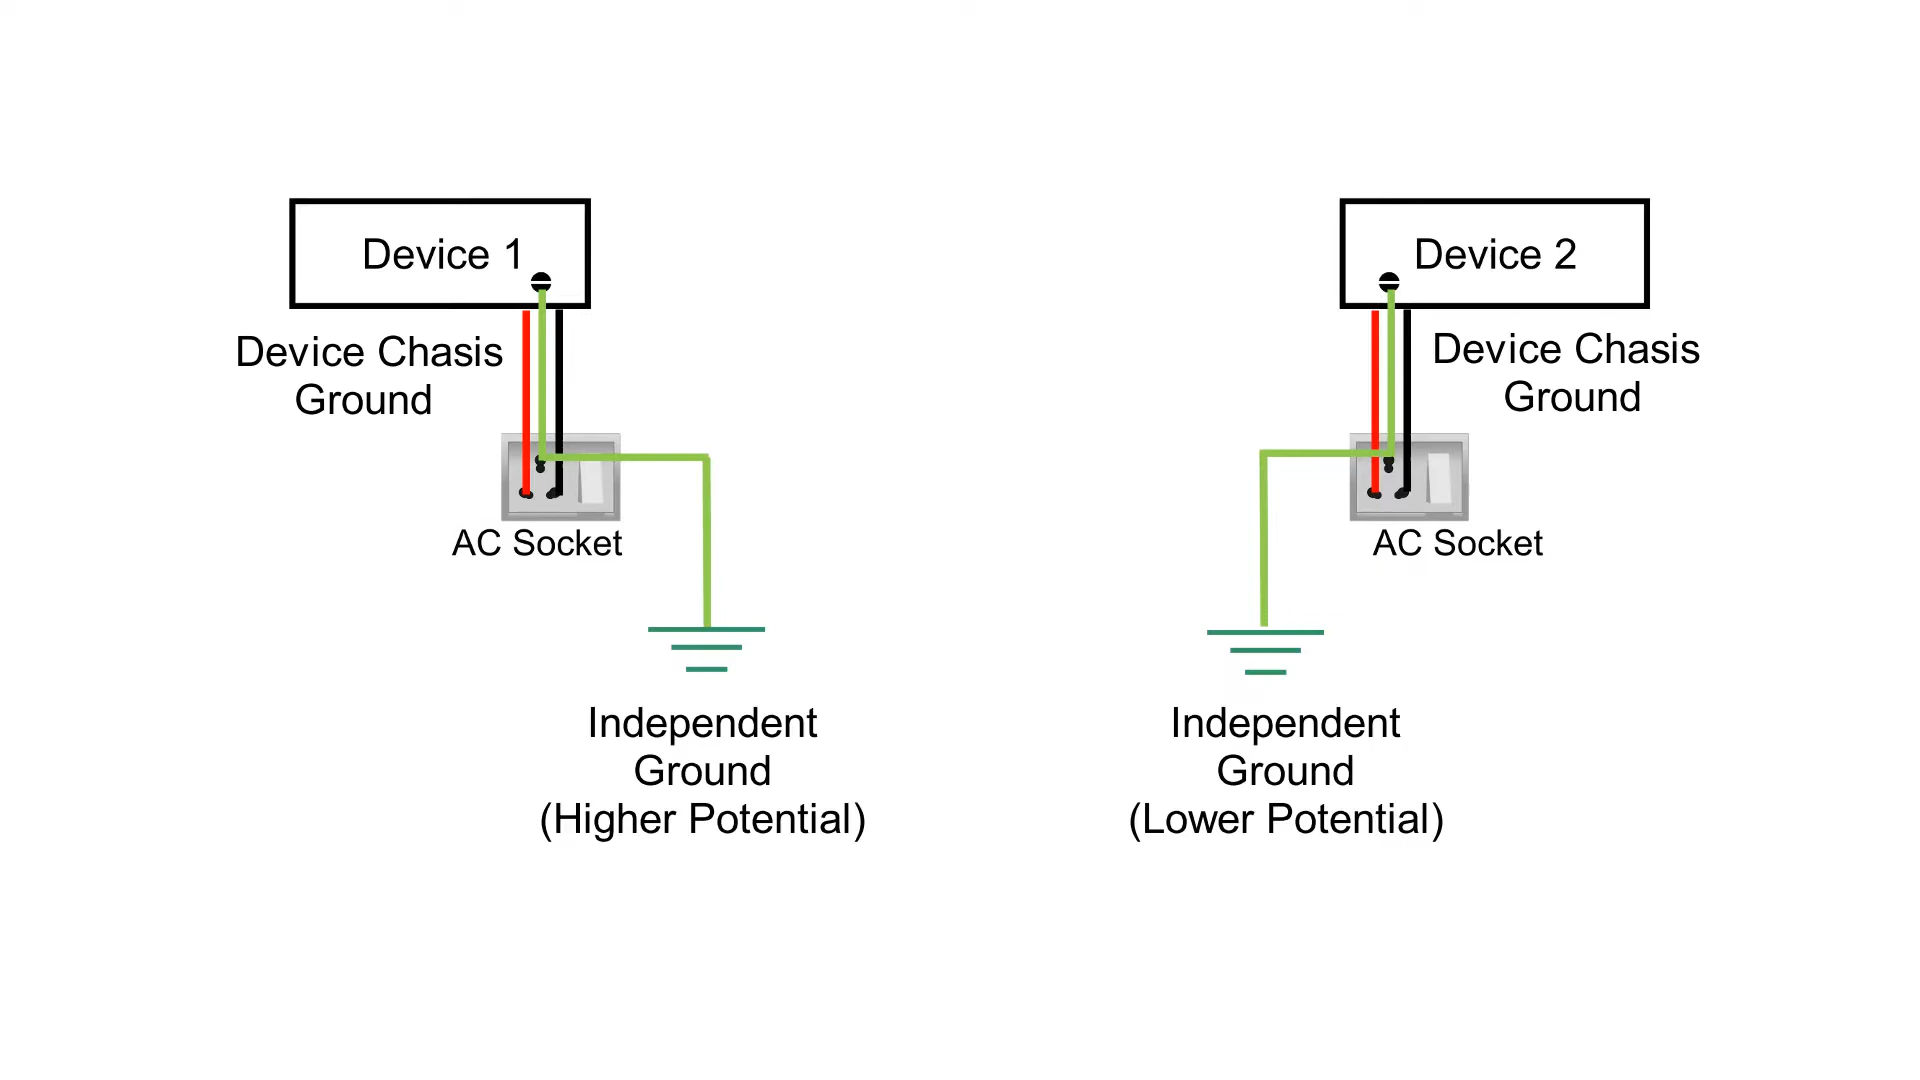 Device 1
Device 2
Device Chasis
Ground
Device Chasis
Ground
AC Socket
AC Socket
Independent
Ground
(Higher Potential)
Independent
Ground
(Lower Potential)